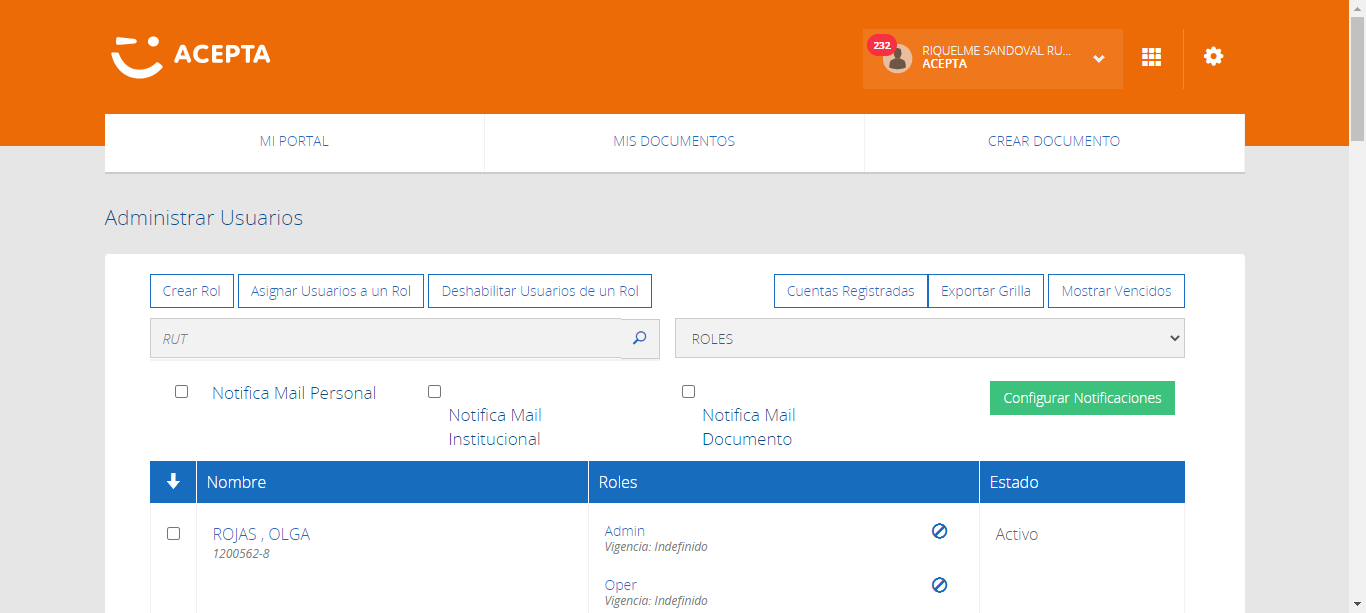 ACEPTA
232
RIQUELME SANDOVAL RU...
ACEPTA
MI PORTAL
MIS DOCUMENTOS
CREAR DOCUMENTO
Administrar Usuarios
Crear Rol
Asignar Usuarios a un Rol
Deshabilitar Usuarios de un Rol
Cuentas Registradas
Exportar Grilla
Mostrar Vencidos
RUT
ROLES
Notifica Mail Personal
Notifica Mail
Institucional
Notifica Mail
Documento
Configurar Notificaciones
Nombre
Roles
Estado
ROJAS , OLGA
1200562-8
Admin
Vigencia: Indefinido
Activo
Oper
Vigencia: Indefinido